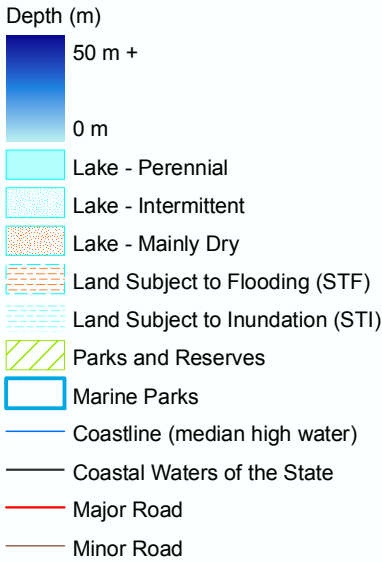 Depth (m)
50 m +
0 m
Lake - Perennial
Lake - Intermittent
Lake - Mainly Dry
Land Subject to Flooding (STF)
Land Subject to Inundation (STI)
Parks and Reserves
Marine Parks
Coastline (median high water)
Coastal Waters of the State
Major Road
Minor Road